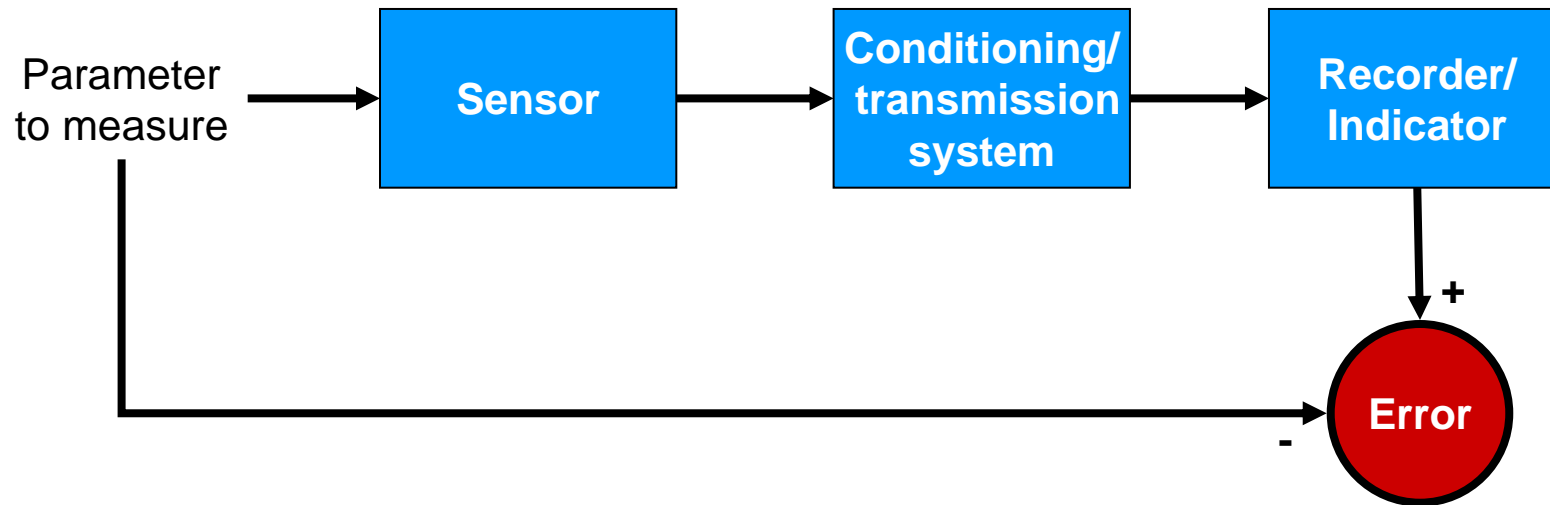 Parameter
to measure
Sensor
Conditioning/
transmission
system
Recorder/
Indicator
+
-
Error